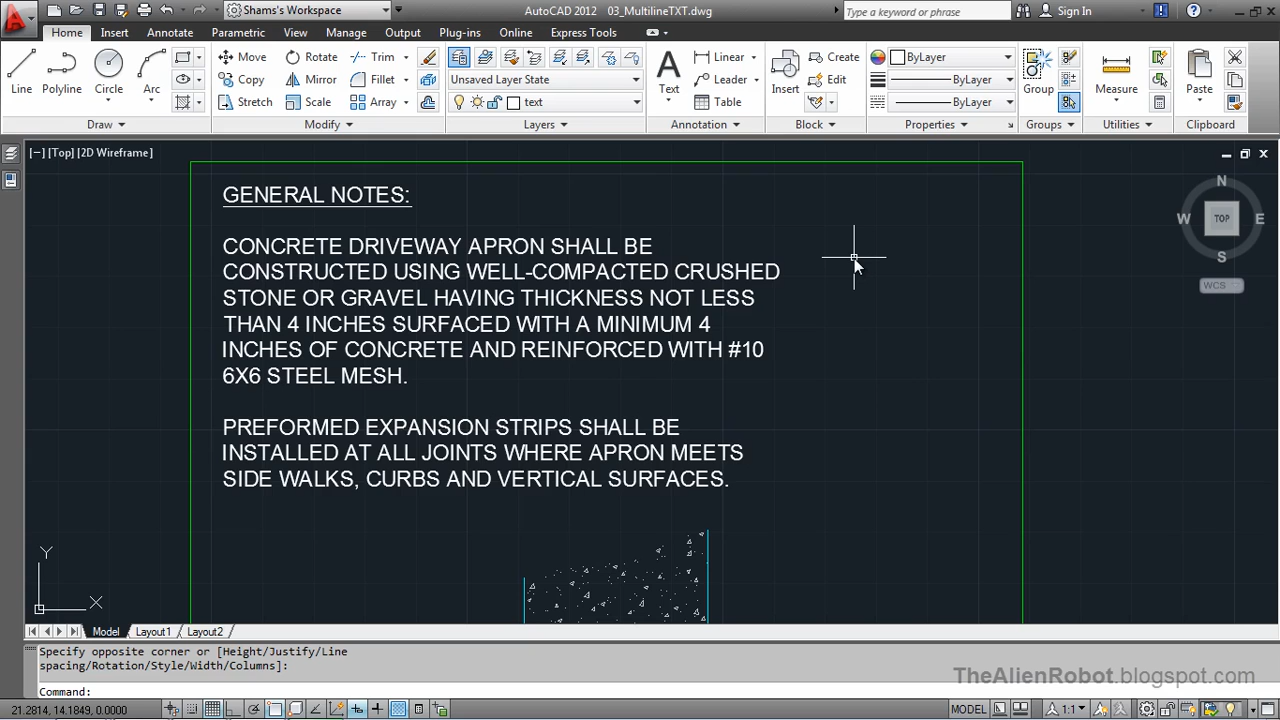 Shams's Workspace
AutoCAD 2012 03_MultilineTXT.dwg
Type a keyword or phrase
Sign In
Home Insert Annotate Parametric View Manage Output Plug-ins Online Express Tools
Line Polyline Circle Arc
Move Rotate Trim
Copy Mirror Fillet
Stretch Scale Array
Unsaved Layer State
text
Text
Linear
Leader
Table
Insert
Create
Edit
ByLayer
ByLayer
ByLayer
Group
Measure
Paste
Draw Modify Layers Annotation Block Properties Groups Utilities Clipboard
[−] [Top] [2D Wireframe]
N
W TOP E
S
WCS
GENERAL NOTES:
CONCRETE DRIVEWAY APRON SHALL BE
CONSTRUCTED USING WELL-COMPACTED CRUSHED
STONE OR GRAVEL HAVING THICKNESS NOT LESS
THAN 4 INCHES SURFACED WITH A MINIMUM 4
INCHES OF CONCRETE AND REINFORCED WITH #10
6X6 STEEL MESH.
PREFORMED EXPANSION STRIPS SHALL BE
INSTALLED AT ALL JOINTS WHERE APRON MEETS
SIDE WALKS, CURBS AND VERTICAL SURFACES.
Y
X
Model Layout1 Layout2
Specify opposite corner or [Height/Justify/Line
spacing/Rotation/Style/Width/Columns]:
TheAlienRobot.blogspot.com
Command:
21.2814, 14.1849, 0.0000
MODEL
1:1